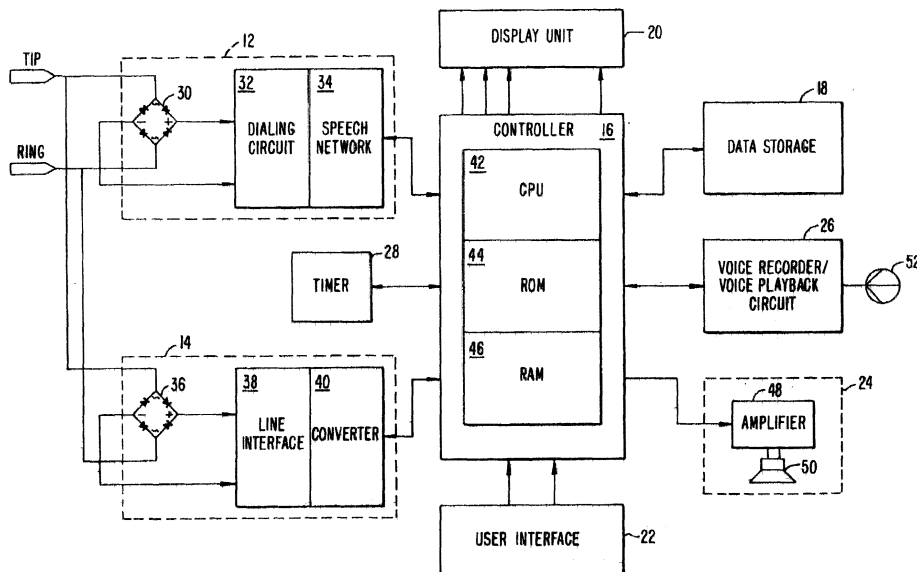 DISPLAY UNIT
20
TIP
12
30
32
34
DIALING
CIRCUIT
SPEECH
NETWORK
RING
CONTROLLER
16
42
CPU
44
ROM
46
RAM
18
DATA STORAGE
26
VOICE RECORDER/
VOICE PLAYBACK
CIRCUIT
52
28
TIMER
14
36
38
40
LINE
INTERFACE
CONVERTER
24
48
AMPLIFIER
50
USER INTERFACE
22